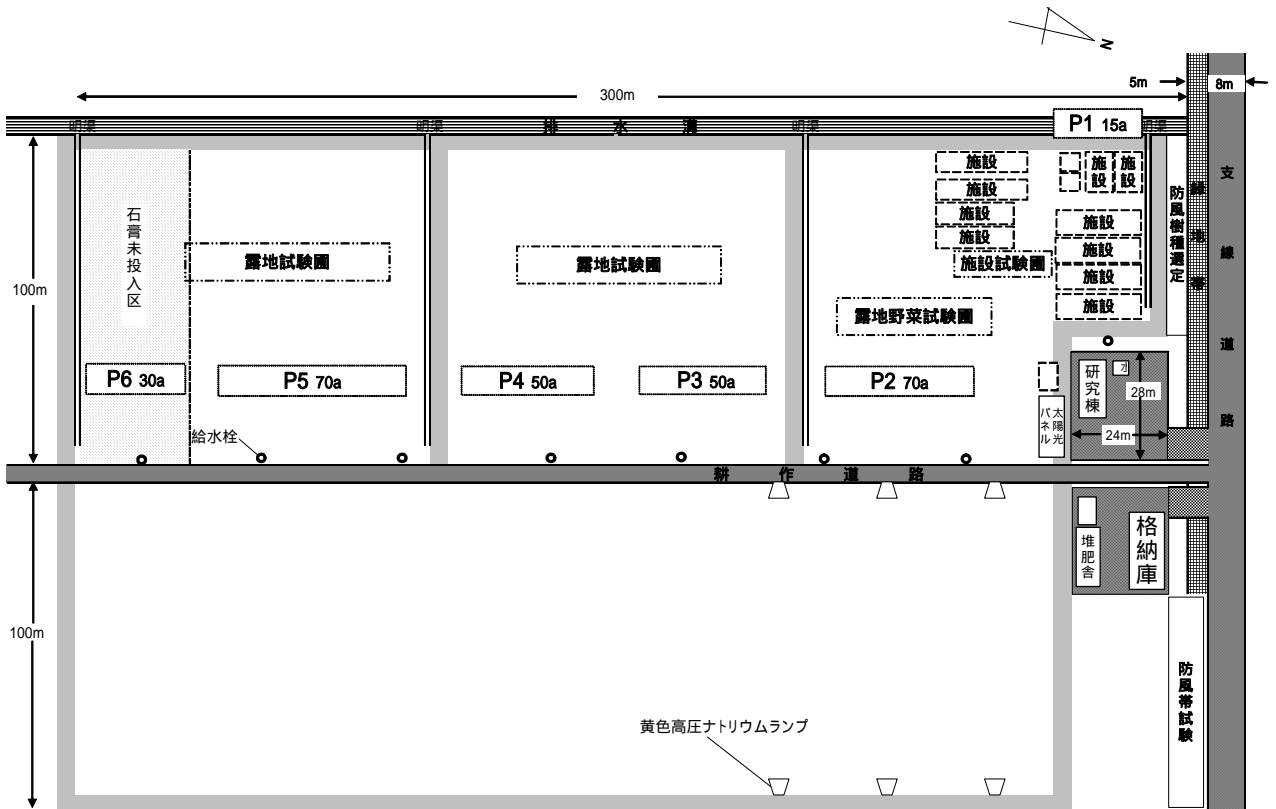 N
5m
8m
300m
明渠
明渠
排水溝
明渠
P1 15a
明渠
施設
施設
施設
施設
施設
施設
施設試験圃
施設
施設
施設
施設
露地野菜試験圃
露地試験圃
露地試験圃
石膏未投入区
防風樹種選定
緑地帯
支線道路
100m
P6 30a
P5 70a
P4 50a
P3 50a
P2 70a
研究棟
28m
24m
太陽光
パネル
給水栓
耕作道路
堆肥舎
格納庫
100m
防風帯試験
黄色高圧ナトリウムランプ